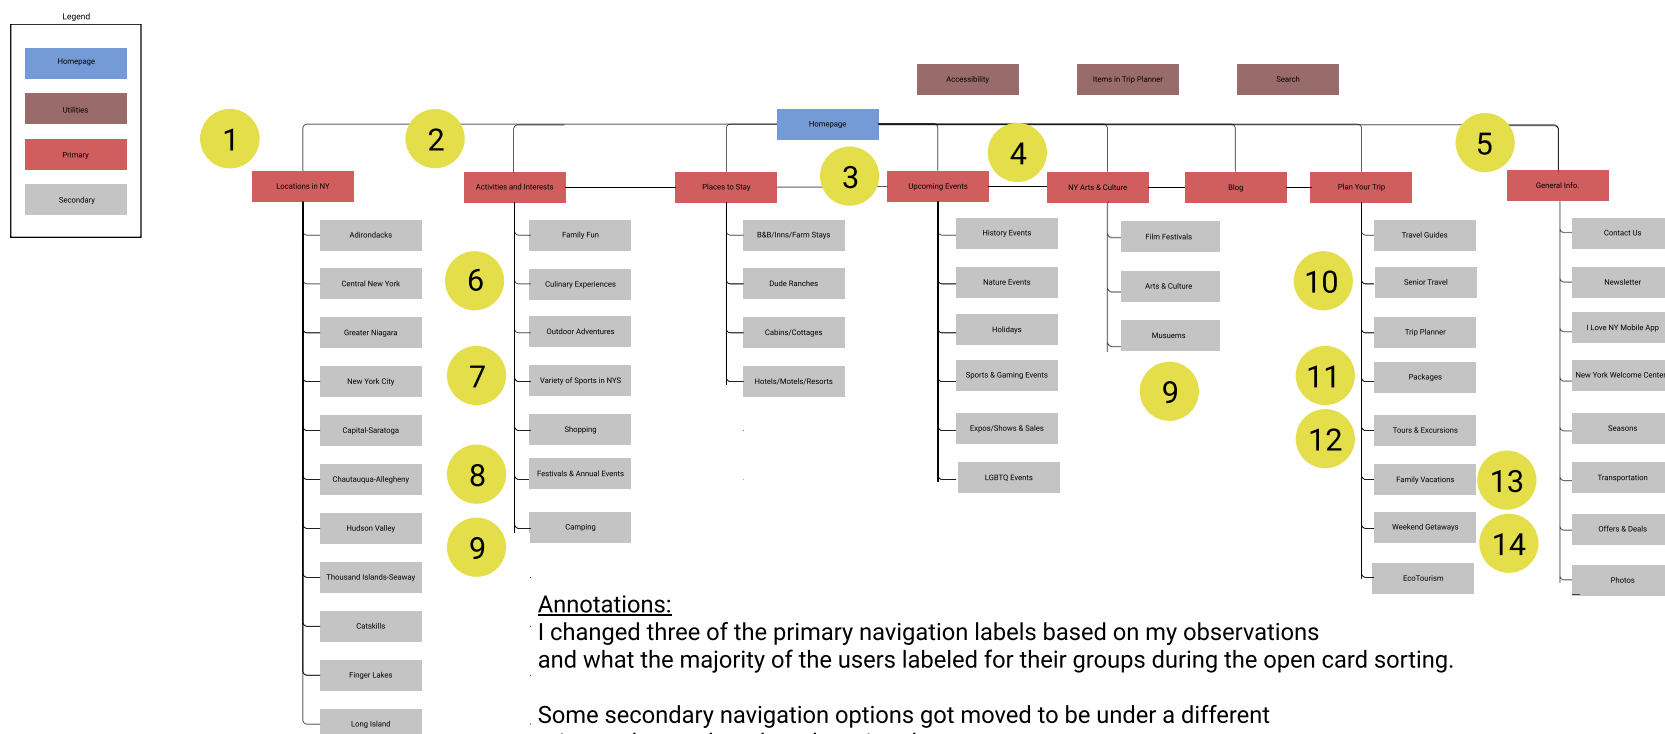 Legend
Homepage
Utilities
Primary
Secondary
Accessibility
Items in Trip Planner
Search
Homepage
1
2
3
4
5
Locations in NY
Activities and Interests
Places to Stay
Upcoming Events
NY Arts & Culture
Blog
Plan Your Trip
General Info.
Adirondacks
Central New York
Greater Niagara
New York City
Capital-Saratoga
Chautauqua-Allegheny
Hudson Valley
Thousand Islands-Seaway
Catskills
Finger Lakes
Long Island
6
7
8
9
Family Fun
Culinary Experiences
Outdoor Adventures
Variety of Sports in NYS
Shopping
Festivals & Annual Events
Camping
B&B/Inns/Farm Stays
Dude Ranches
Cabins/Cottages
Hotels/Motels/Resorts
History Events
Nature Events
Holidays
Sports & Gaming Events
Expos/Shows & Sales
LGBTQ Events
Film Festivals
Arts & Culture
Musuems
9
10
11
12
Travel Guides
Senior Travel
Trip Planner
Packages
Tours & Excursions
Family Vacations
Weekend Getaways
EcoTourism
13
14
Contact Us
Newsletter
I Love NY Mobile App
New York Welcome Center
Seasons
Transportation
Offers & Deals
Photos
Annotations:
I changed three of the primary navigation labels based on my observations
and what the majority of the users labeled for their groups during the open card sorting.
Some secondary navigation options got moved to be under a different